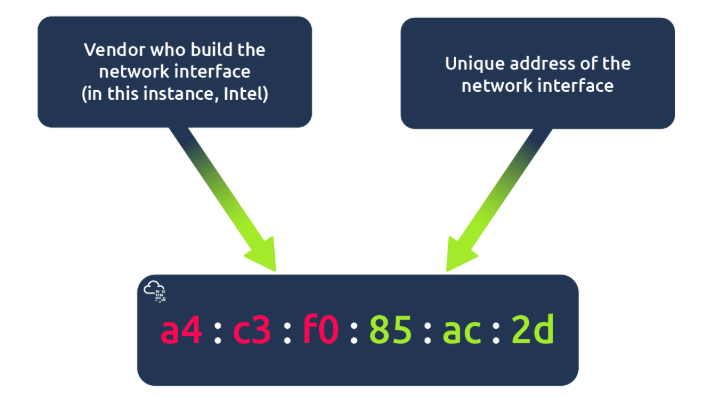 Vendor who build the
network interface
(in this instance, Intel)
Unique address of the
network interface
a4 : c3 : f0 : 85 : ac : 2d